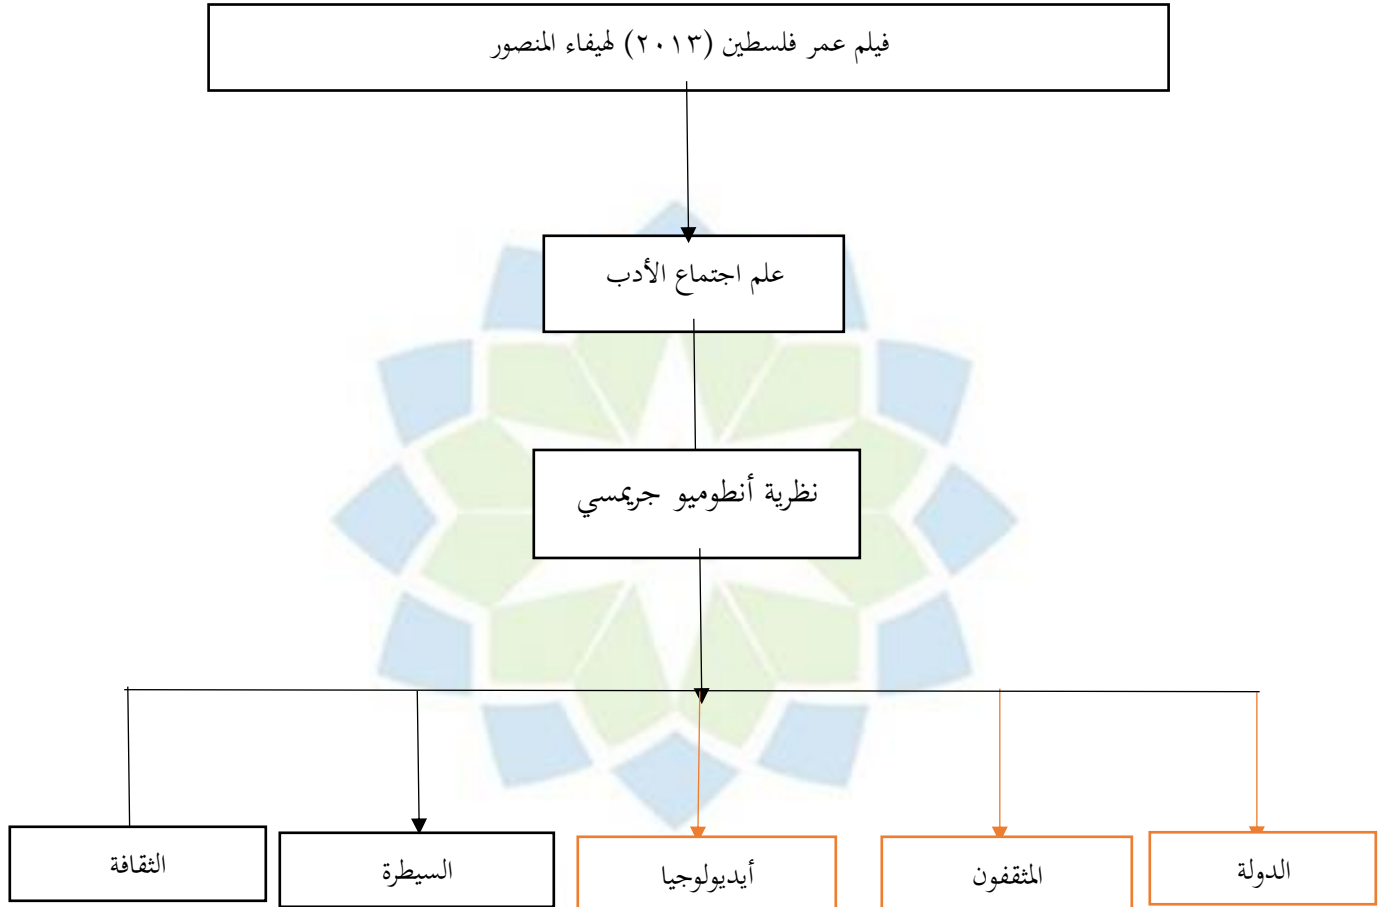 فيلم عمر فلسطين (٢٠١٣) لهيفاء المنصور
علم اجتماع الأدب
نظرية أنطوميو جريمسي
الدولة
المثقفون
أيديولوجيا
السيطرة
الثقافة